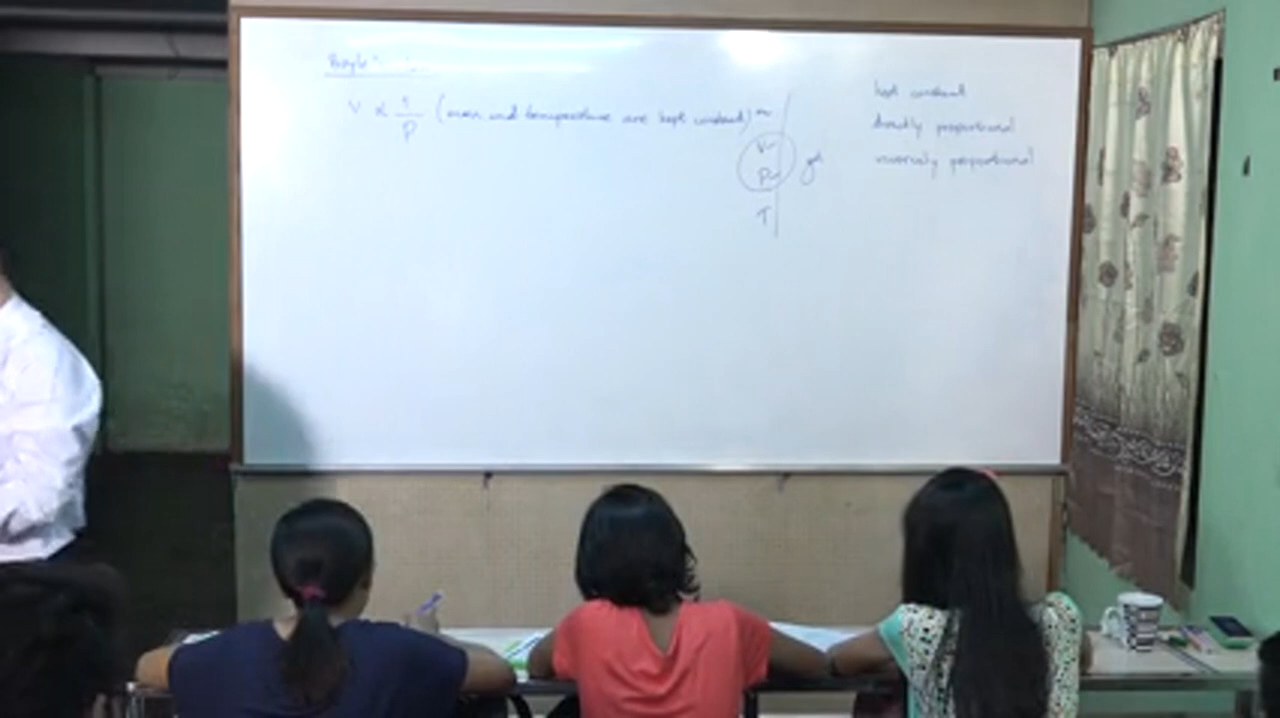 Boyle's
V ∝ 1/P (mass and temperature are kept constant) m
V
P
T
kept constant
directly proportional
inversely proportional